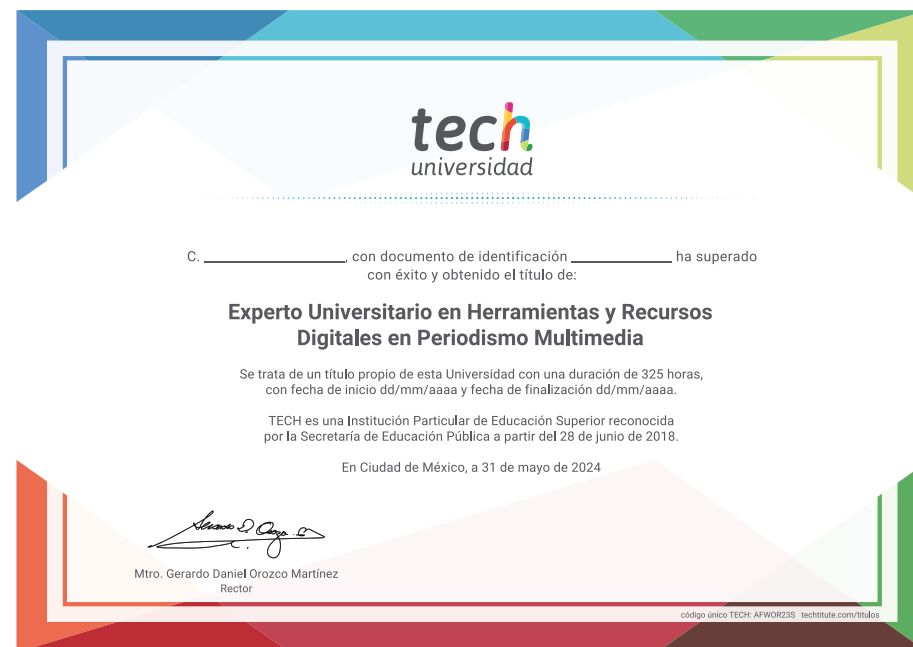 tech
universidad
C. ____________, con documento de identificación ____________ ha superado
con éxito y obtenido el título de:
Experto Universitario en Herramientas y Recursos
Digitales en Periodismo Multimedia
Se trata de un título propio de esta Universidad con una duración de 325 horas,
con fecha de inicio dd/mm/aaaa y fecha de finalización dd/mm/aaaa.
TECH es una Institución Particular de Educación Superior reconocida
por la Secretaría de Educación Pública a partir del 28 de junio de 2018.
En Ciudad de México, a 31 de mayo de 2024
Mtro. Gerardo Daniel Orozco Martínez
Rector
código único TECH: AFWOR23S techtitute.com/titulos